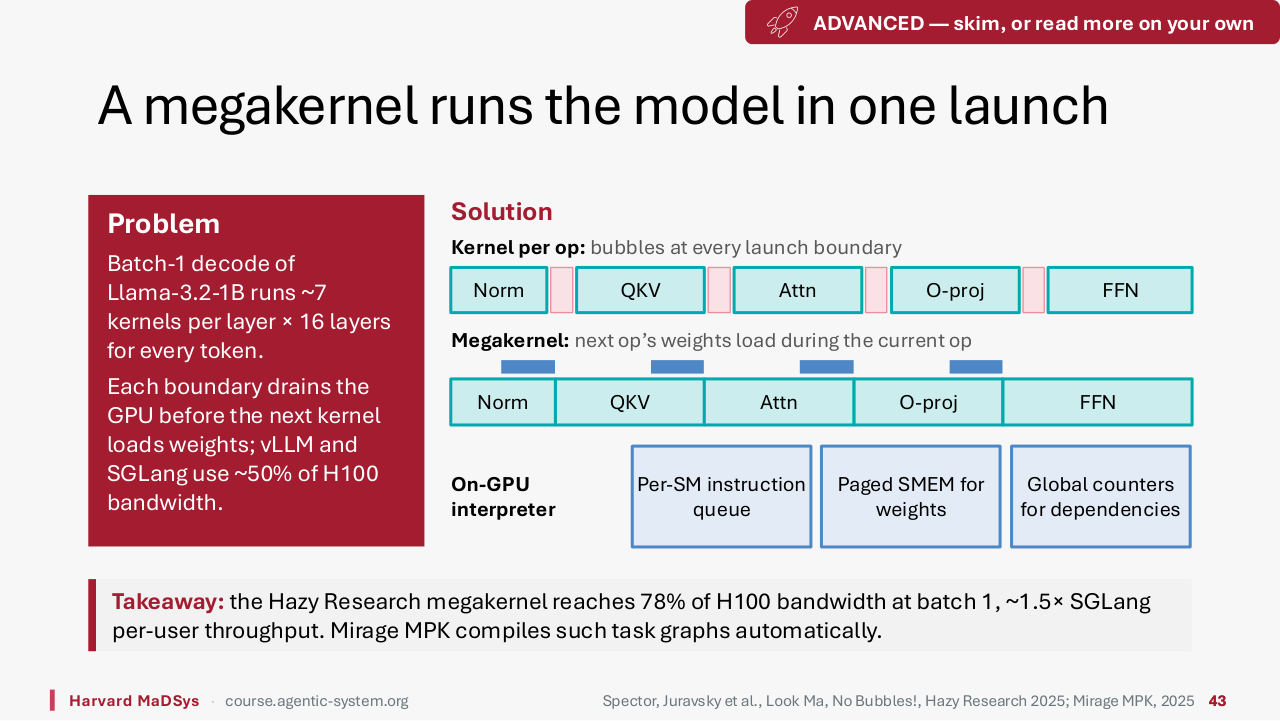 ADVANCED — skim, or read more on your own
A megakernel runs the model in one launch
Problem
Batch-1 decode of
Llama-3.2-1B runs ~7
kernels per layer × 16 layers
for every token.
Each boundary drains the
GPU before the next kernel
loads weights; vLLM and
SGLang use ~50% of H100
bandwidth.
Solution
Kernel per op: bubbles at every launch boundary
Norm QKV Attn O-proj FFN
Megakernel: next op’s weights load during the current op
Norm QKV Attn O-proj FFN
On-GPU
interpreter
Per-SM instruction
queue
Paged SMEM for
weights
Global counters
for dependencies
Takeaway: the Hazy Research megakernel reaches 78% of H100 bandwidth at batch 1, ~1.5× SGLang
per-user throughput. Mirage MPK compiles such task graphs automatically.
Harvard MaDSys · course.agentic-system.org
Spector, Juravsky et al., Look Ma, No Bubbles!, Hazy Research 2025; Mirage MPK, 2025 43